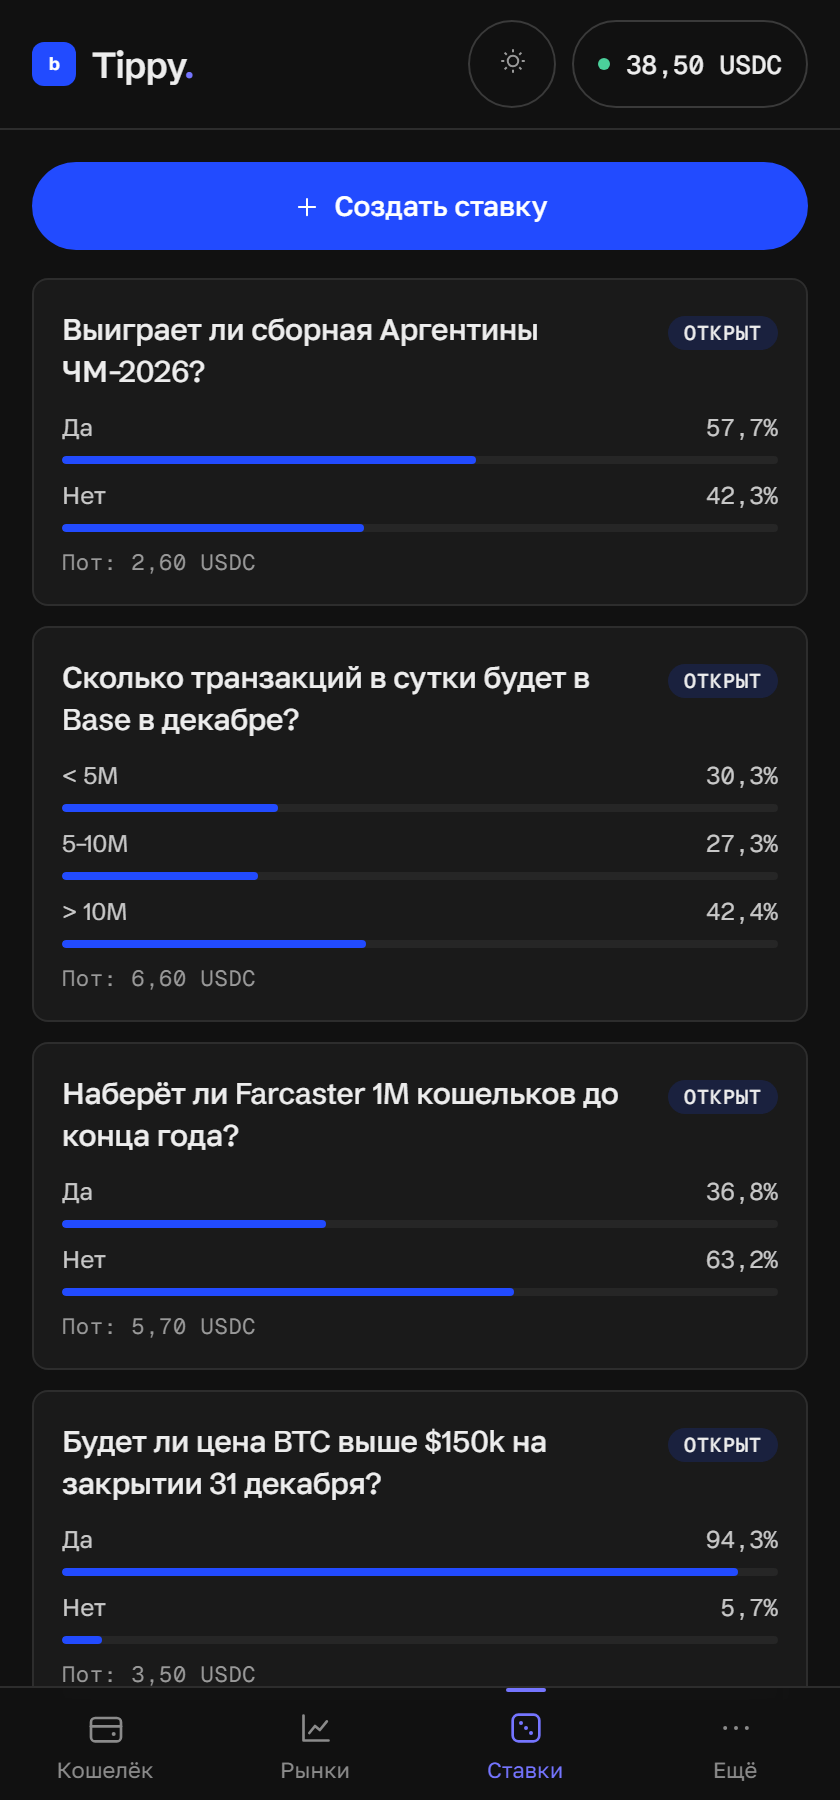 b Tippy.
38,50 USDC
+ Создать ставку
Выиграет ли сборная Аргентины
ЧМ-2026?
ОТКРЫТ
Да 57,7%
Нет 42,3%
Пот: 2,60 USDC
Сколько транзакций в сутки будет в
Base в декабре?
ОТКРЫТ
< 5M 30,3%
5–10M 27,3%
> 10M 42,4%
Пот: 6,60 USDC
Наберёт ли Farcaster 1M кошельков до
конца года?
ОТКРЫТ
Да 36,8%
Нет 63,2%
Пот: 5,70 USDC
Будет ли цена BTC выше $150k на
закрытии 31 декабря?
ОТКРЫТ
Да 94,3%
Нет 5,7%
Пот: 3,50 USDC
Кошелёк Рынки Ставки Ещё